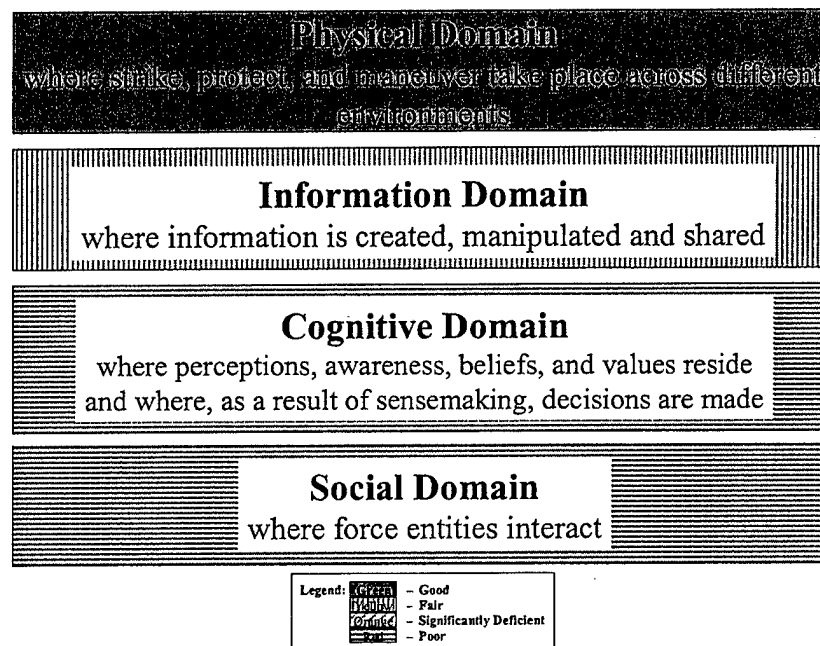 Physical Domain
where strike, protect, and maneuver take place across different
environments
Information Domain
where information is created, manipulated and shared
Cognitive Domain
where perceptions, awareness, beliefs, and values reside
and where, as a result of sensemaking, decisions are made
Social Domain
where force entities interact
Legend: Green – Good
Yellow – Fair
Orange – Significantly Deficient
Red – Poor